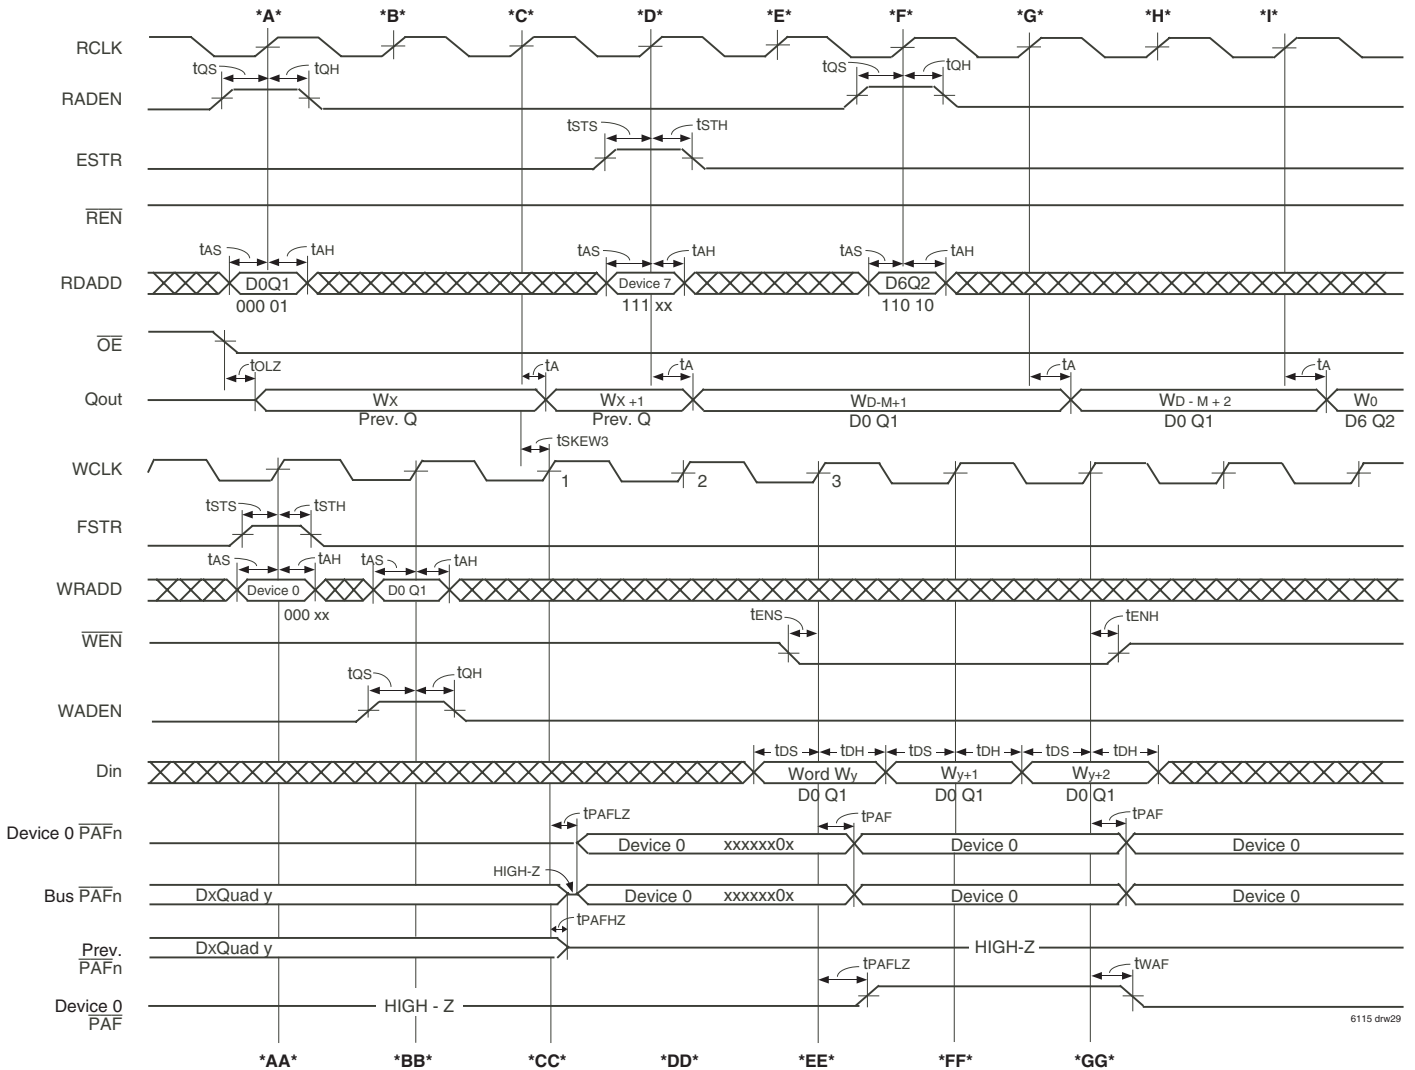 *A* *B* *C* *D* *E* *F* *G* *H* *I*
RCLK
tQS tQH tQS tQH
RADEN
tSTS tSTH
ESTR
REN
tAS tAH tAS tAH tAS tAH
RDADD D0Q1 Device 7 D6Q2
000 01 111 xx 110 10
OE
tOLZ tA tA tA tA
Qout WX WX +1 WD-M+1 WD - M + 2 W0
Prev. Q Prev. Q D0 Q1 D0 Q1 D6 Q2
tSKEW3
WCLK 1 2 3
tSTS tSTH
FSTR
tAS tAH tAS tAH
WRADD Device 0 D0 Q1
000 xx
tENS tENH
WEN
tQS tQH
WADEN
tDS tDH tDS tDH tDS tDH
Din Word Wy Wy+1 Wy+2
D0 Q1 D0 Q1 D0 Q1
tPAFLZ tPAF tPAF
Device 0 PAFn Device 0 xxxxxx0x Device 0 Device 0
HIGH-Z
Bus PAFn DxQuad y Device 0 xxxxxx0x Device 0 Device 0
tPAFHZ
Prev. DxQuad y HIGH-Z
PAFn
tPAFLZ tWAF
Device 0 HIGH - Z
PAF
6115 drw29
*AA* *BB* *CC* *DD* *EE* *FF* *GG*